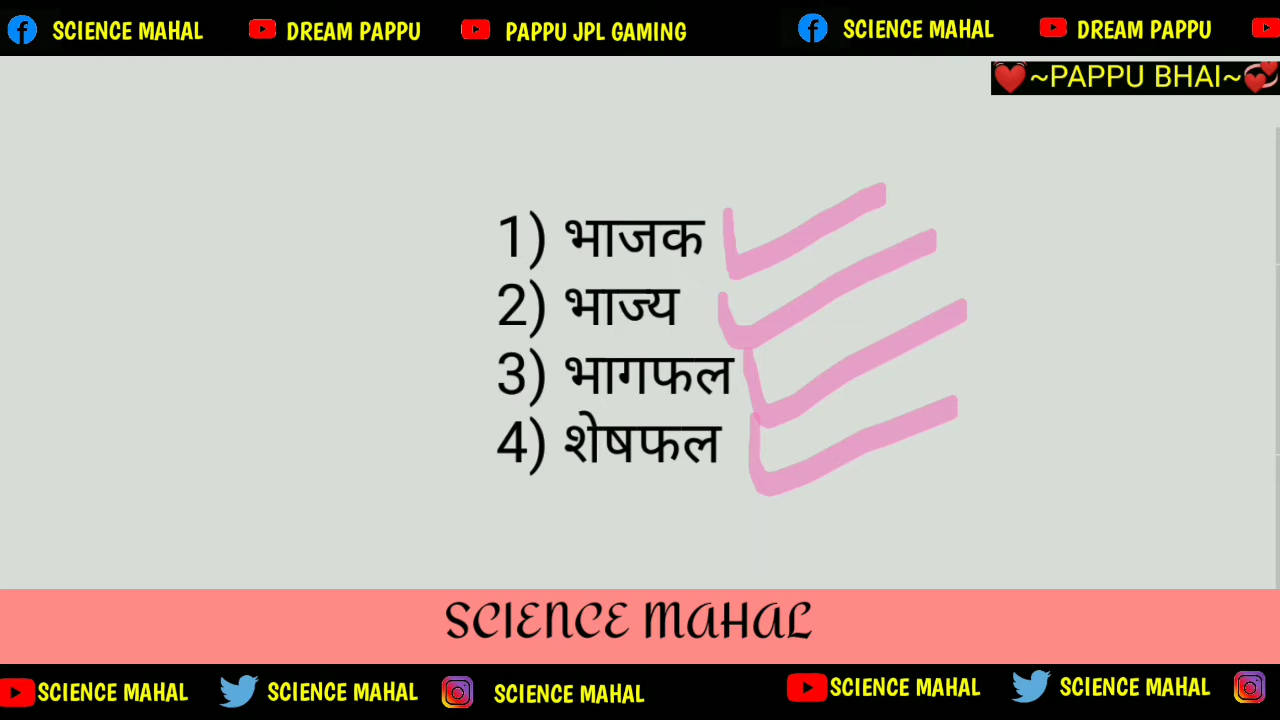 SCIENCE MAHAL DREAM PAPPU PAPPU JPL GAMING SCIENCE MAHAL DREAM PAPPU
~PAPPU BHAI~
1) भाजक
2) भाज्य
3) भागफल
4) शेषफल
SCIENCE MAHAL
SCIENCE MAHAL SCIENCE MAHAL SCIENCE MAHAL SCIENCE MAHAL SCIENCE MAHAL